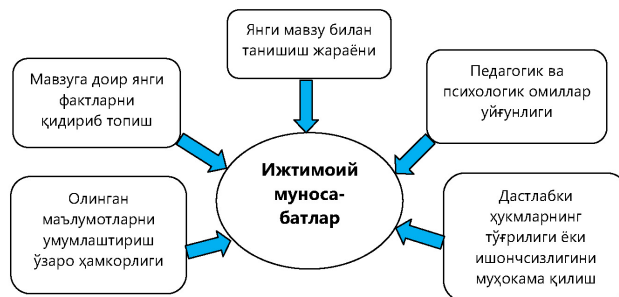 Янги мавзу билан
танишиш жараёни
Мавзуга доир янги
фактларни
қидириб топиш
Педагогик ва
психологик омиллар
уйғунлиги
Ижтимоий
муноса-
батлар
Олинган
маълумотларни
умумлаштириш
ўзаро ҳамкорлиги
Дастлабки
ҳукмларнинг
тўғрилиги ёки
ишончсизлигини
муҳокама қилиш